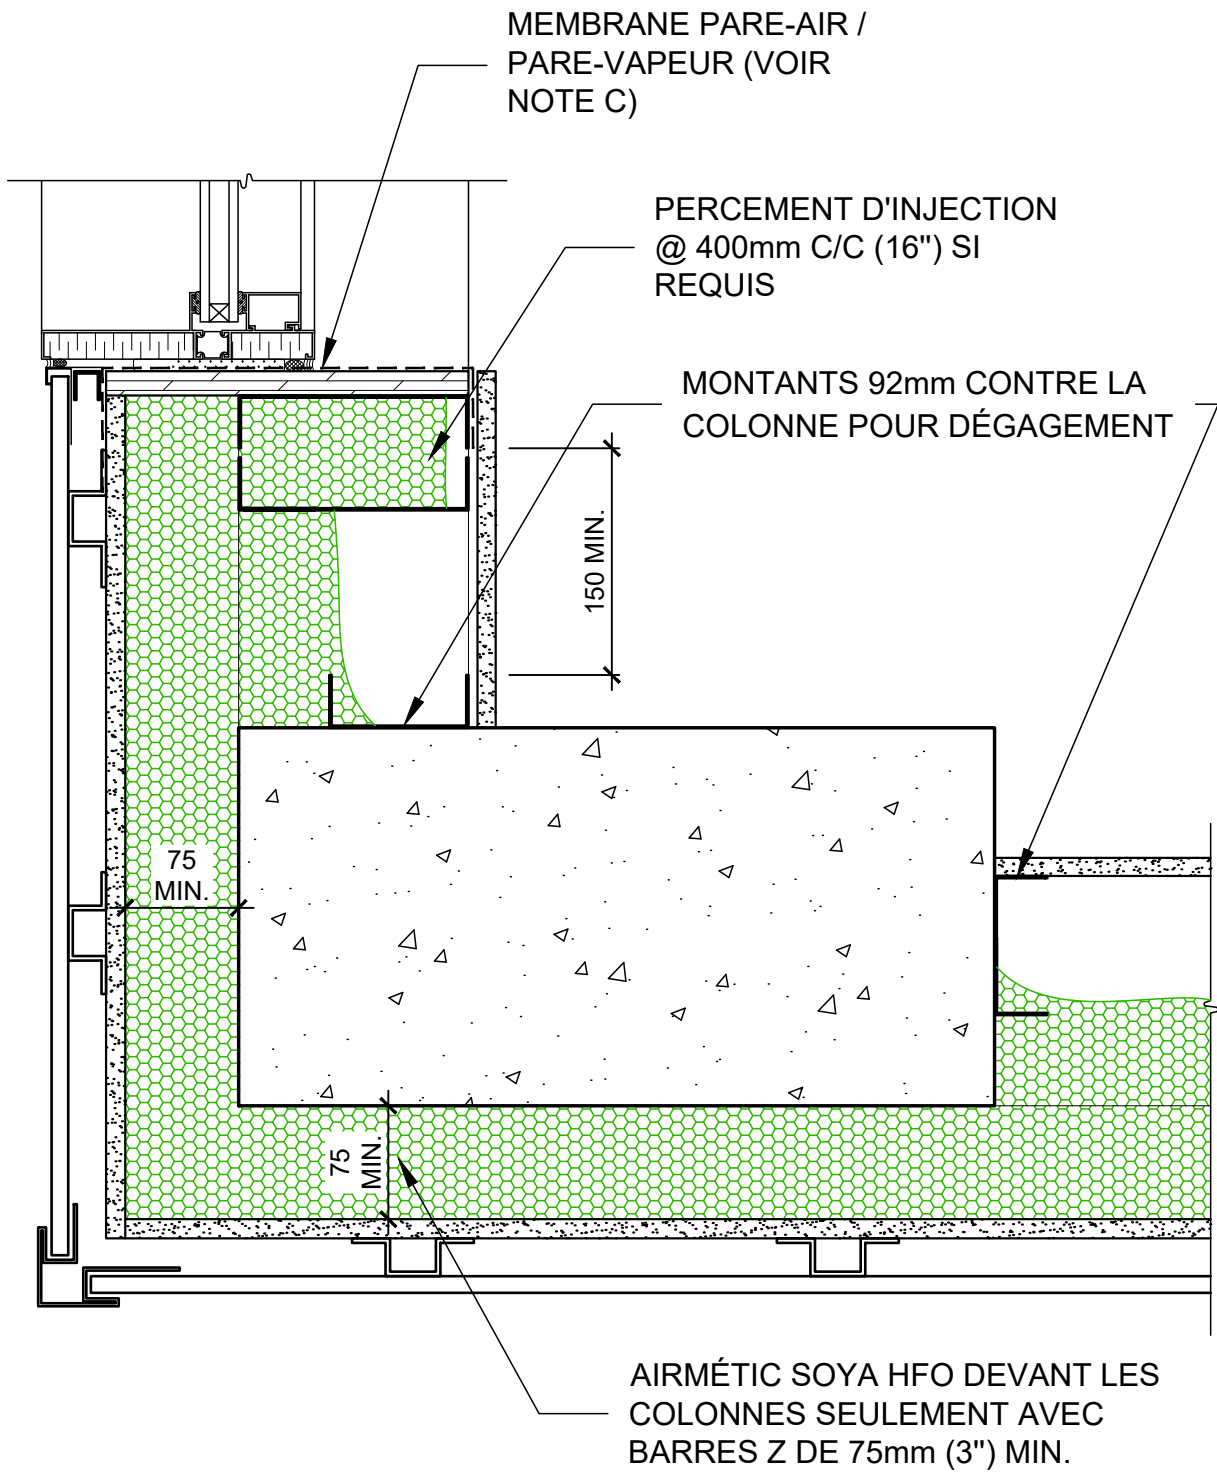 MEMBRANE PARE-AIR /
PARE-VAPEUR (VOIR
NOTE C)
PERCEMENT D'INJECTION
@ 400mm C/C (16") SI
REQUIS
MONTANTS 92mm CONTRE LA
COLONNE POUR DÉGAGEMENT
150 MIN.
75
MIN.
75
MIN.
AIRMÉTIC SOYA HFO DEVANT LES
COLONNES SEULEMENT AVEC
BARRES Z DE 75mm (3") MIN.